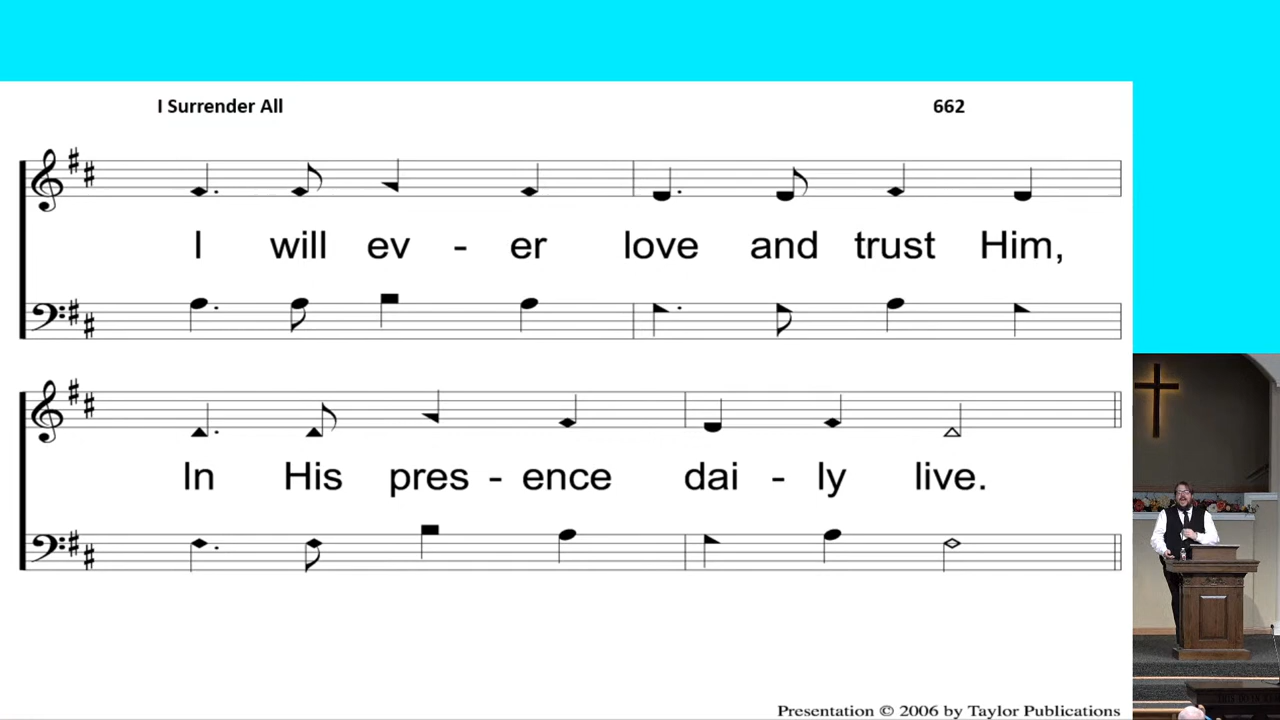 I Surrender All 662
I will ev - er love and trust Him,
In His pres - ence dai - ly live.
Presentation © 2006 by Taylor Publications